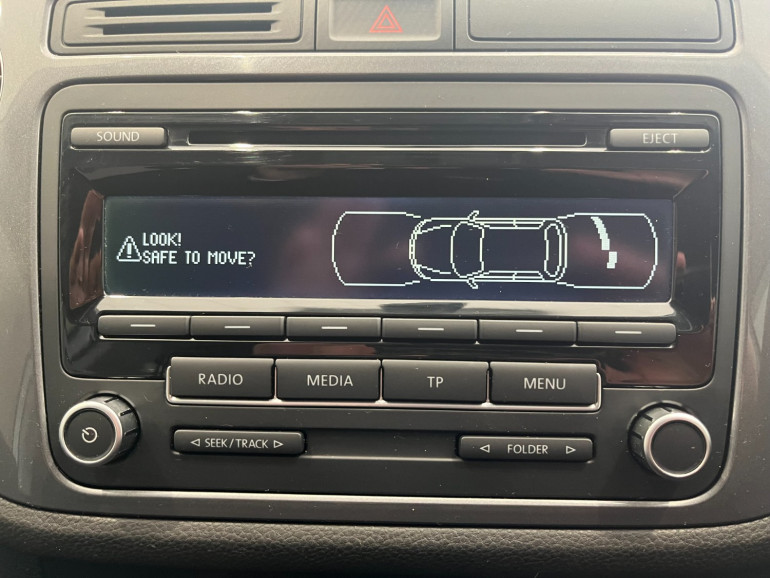 SOUND
EJECT
LOOK!
SAFE TO MOVE?
RADIO
MEDIA
TP
MENU
SEEK/TRACK
FOLDER